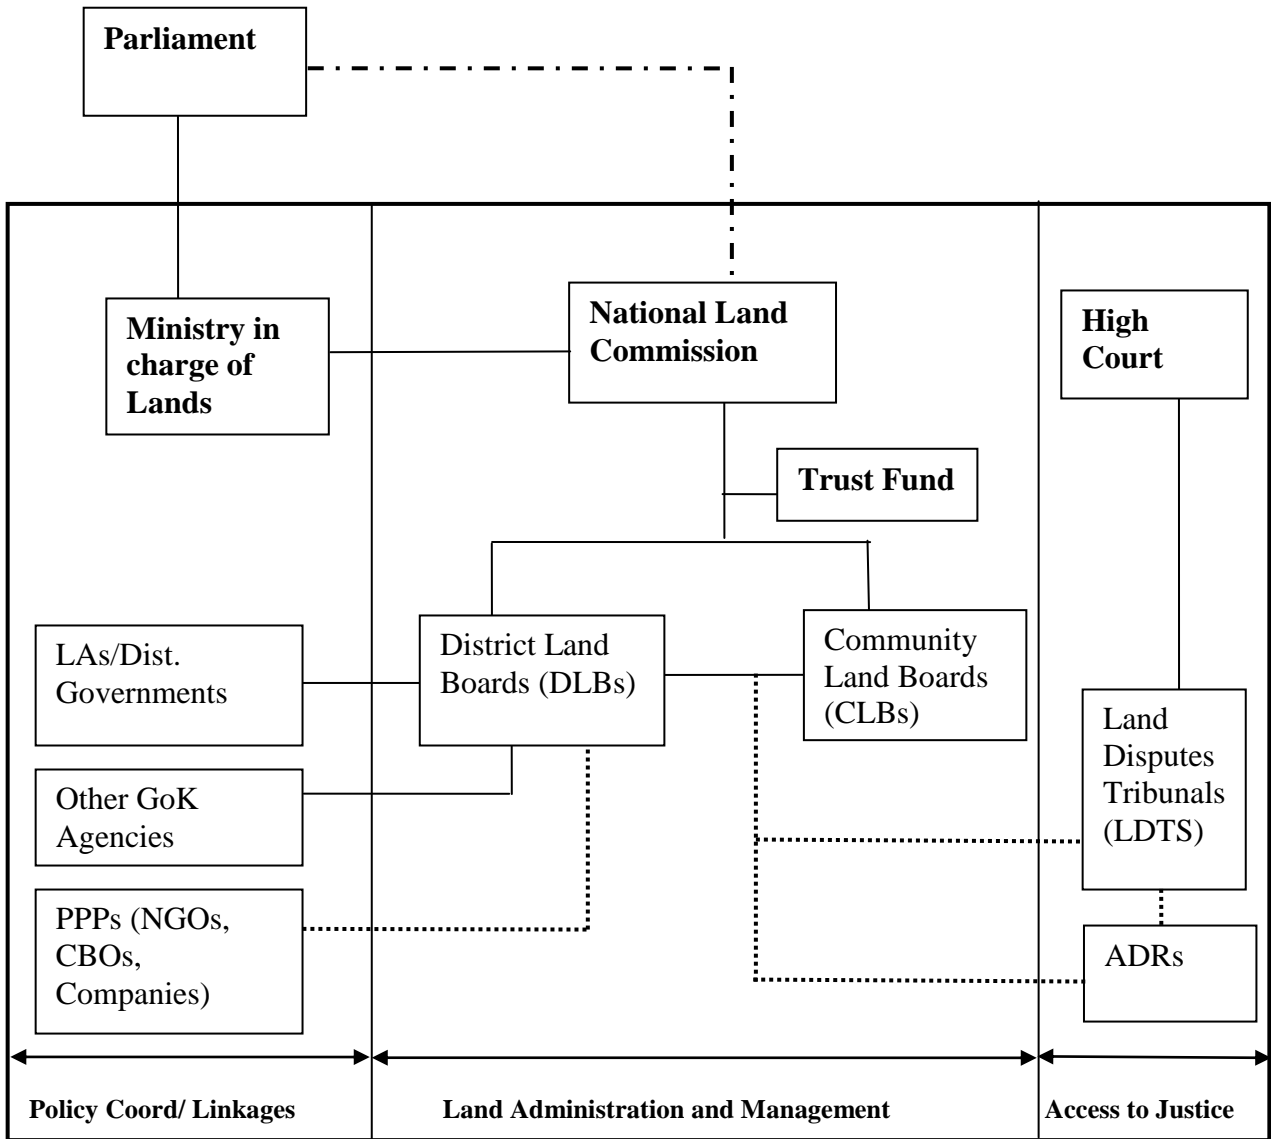 Parliament
Ministry in
charge of
Lands
National Land
Commission
High
Court
Trust Fund
LAs/Dist.
Governments
District Land
Boards (DLBs)
Community
Land Boards
(CLBs)
Land
Disputes
Tribunals
(LDTS)
Other GoK
Agencies
PPPs (NGOs,
CBOs,
Companies)
ADRs
Policy Coord/ Linkages
Land Administration and Management
Access to Justice